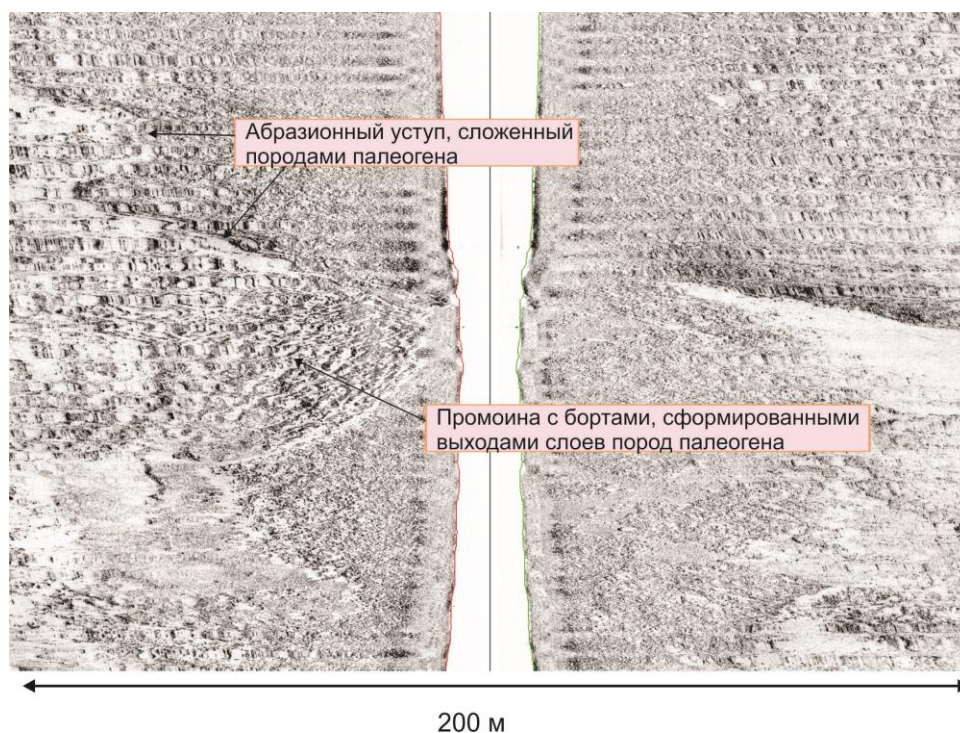 Абразионный уступ, сложенный
породами палеогена
Промоина с бортами, сформированными
выходами слоев пород палеогена
200 м